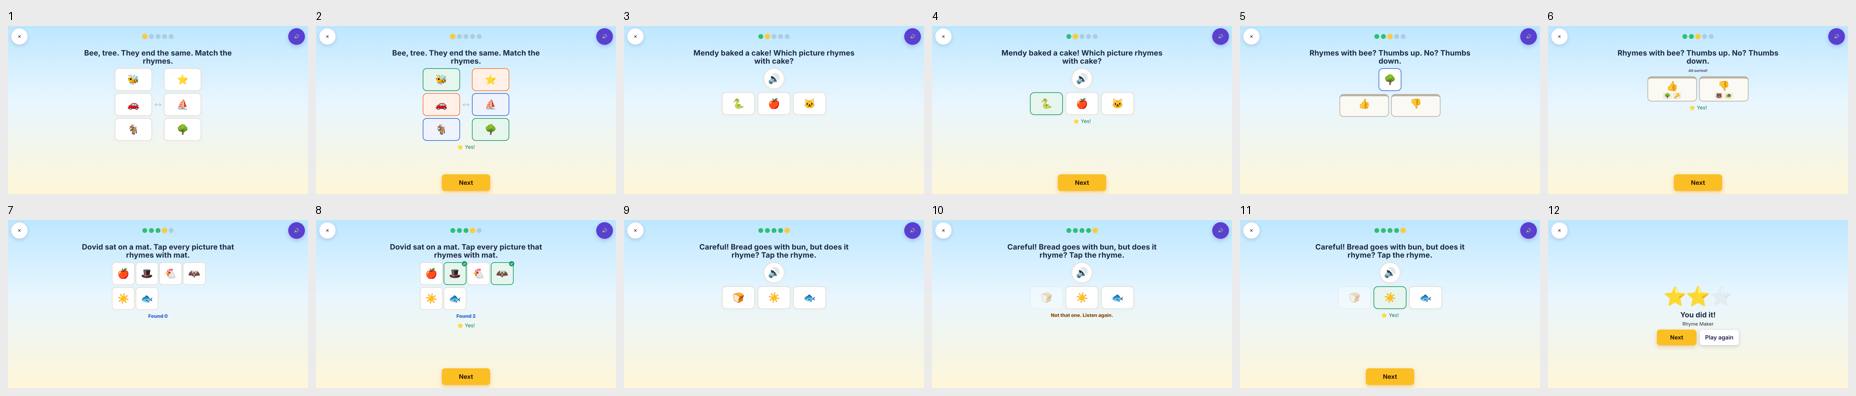 1
Bee, tree. They end the same. Match the
rhymes.
2
Bee, tree. They end the same. Match the
rhymes.
Yes!
Next
3
Mendy baked a cake! Which picture rhymes
with cake?
4
Mendy baked a cake! Which picture rhymes
with cake?
Yes!
Next
5
Rhymes with bee? Thumbs up. No? Thumbs
down.
6
Rhymes with bee? Thumbs up. No? Thumbs
down.
All sorted!
Yes!
Next
7
Dovid sat on a mat. Tap every picture that
rhymes with mat.
Found 0
8
Dovid sat on a mat. Tap every picture that
rhymes with mat.
Found 2
Yes!
Next
9
Careful! Bread goes with bun, but does it
rhyme? Tap the rhyme.
10
Careful! Bread goes with bun, but does it
rhyme? Tap the rhyme.
Not that one. Listen again.
11
Careful! Bread goes with bun, but does it
rhyme? Tap the rhyme.
Yes!
Next
12
You did it!
Rhyme Maker
Next
Play again